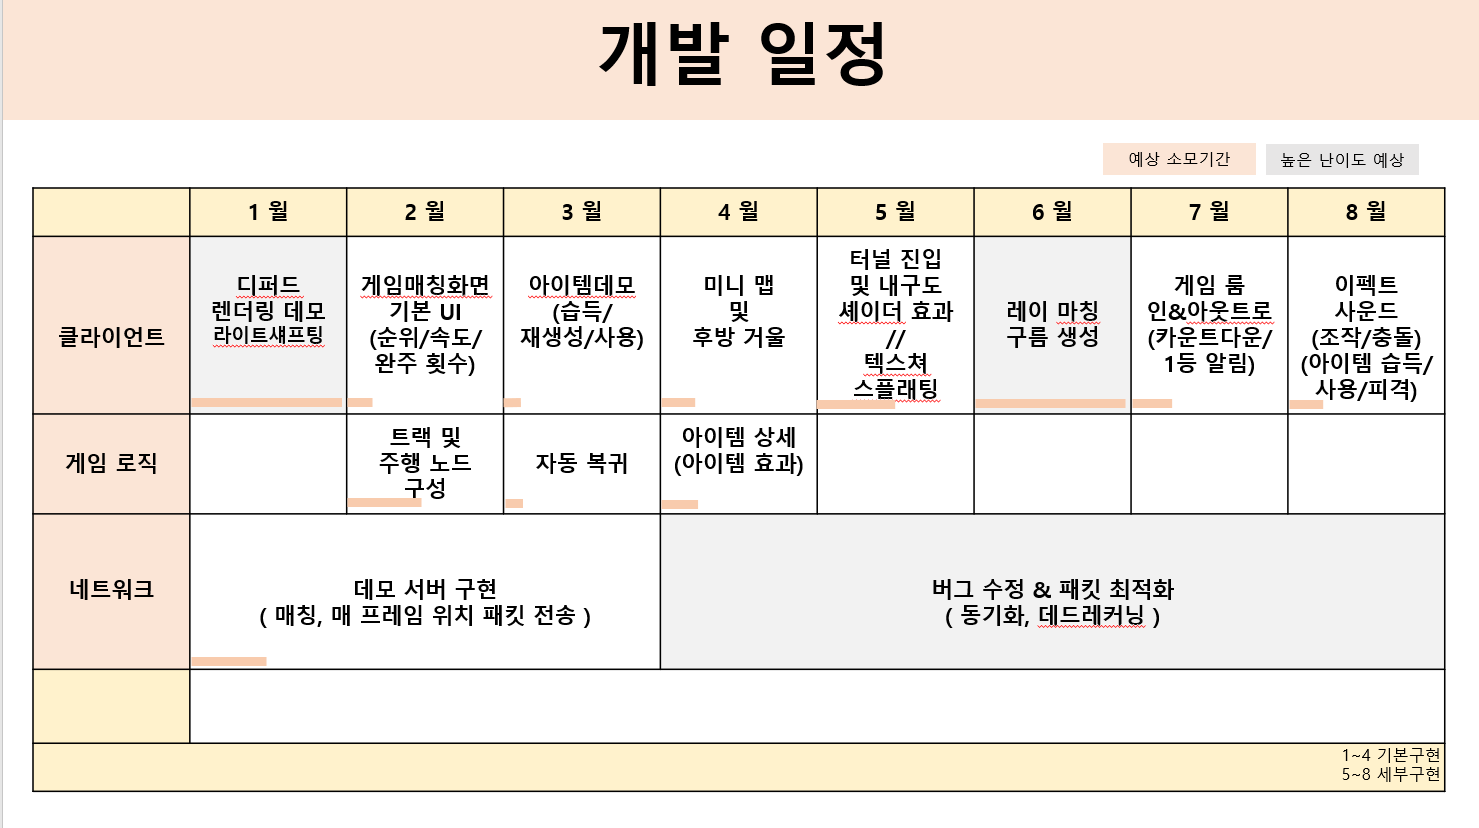 개발 일정
예상 소모기간
높은 난이도 예상
1 월
2 월
3 월
4 월
5 월
6 월
7 월
8 월
클라이언트
디퍼드
렌더링 데모
라이트섀프팅
게임매칭화면
기본 UI
(순위/속도/
완주 횟수)
아이템데모
(습득/
재생성/사용)
미니 맵
및
후방 거울
터널 진입
및 내구도
셰이더 효과
//
텍스쳐
스플래팅
레이 마칭
구름 생성
게임 룸
인&아웃트로
(카운트다운/
1등 알림)
이펙트
사운드
(조작/충돌)
(아이템 습득/
사용/피격)
게임 로직
트랙 및
주행 노드
구성
자동 복귀
아이템 상세
(아이템 효과)
네트워크
데모 서버 구현
( 매칭, 매 프레임 위치 패킷 전송 )
버그 수정 & 패킷 최적화
( 동기화, 데드레커닝 )
1~4 기본구현
5~8 세부구현